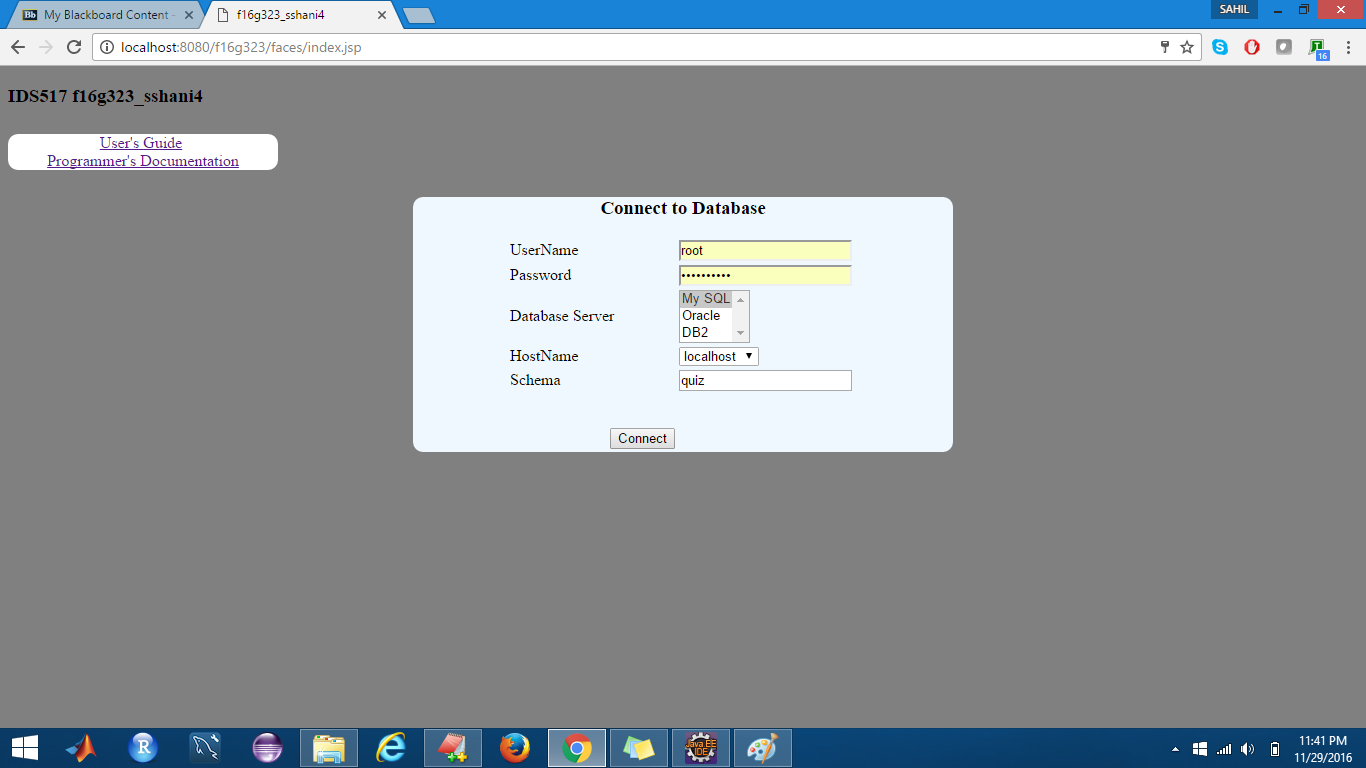 My Blackboard Content -
f16g323_sshani4
SAHIL
localhost:8080/f16g323/faces/index.jsp
16
IDS517 f16g323_sshani4
User's Guide
Programmer's Documentation
Connect to Database
UserName root
Password ••••••••••
Database Server My SQL
Oracle
DB2
HostName localhost
Schema quiz
Connect
Java EE
IDE
11:41 PM
11/29/2016